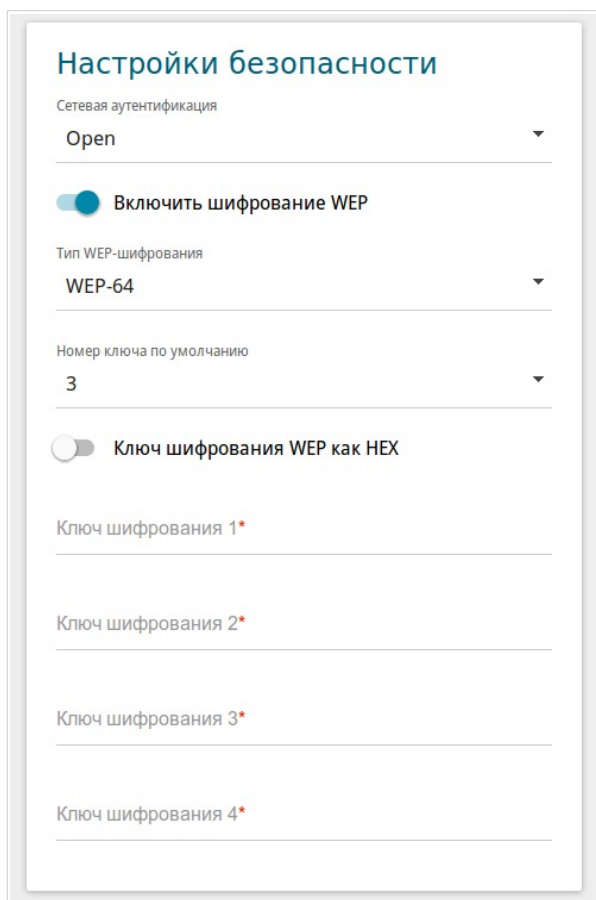 Настройки безопасности
Сетевая аутентификация
Open
Включить шифрование WEP
Тип WEP-шифрования
WEP-64
Номер ключа по умолчанию
3
Ключ шифрования WEP как HEX
Ключ шифрования 1*
Ключ шифрования 2*
Ключ шифрования 3*
Ключ шифрования 4*